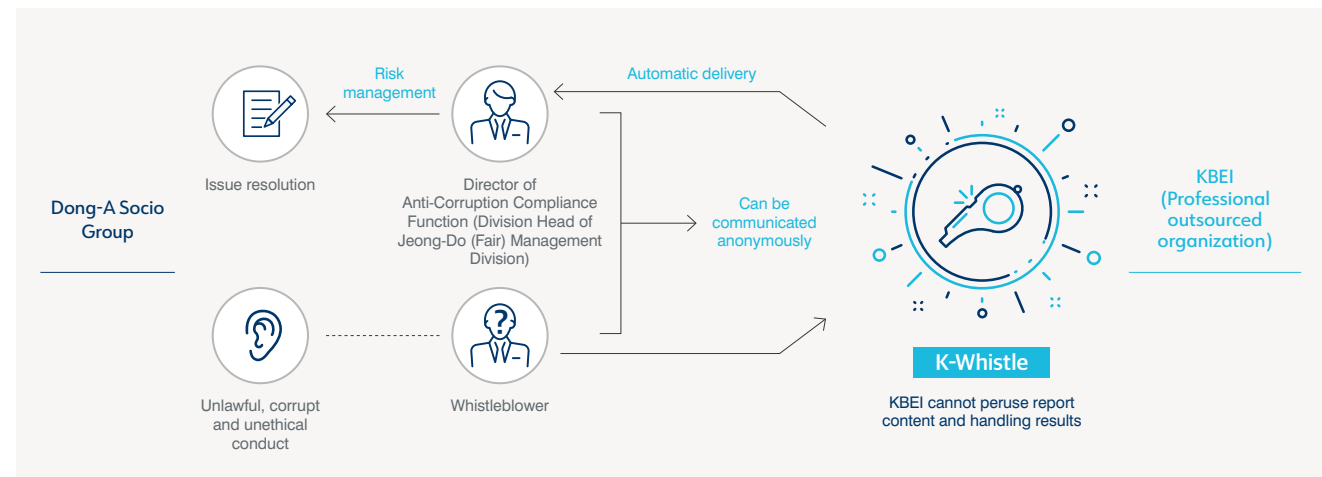 Dong-A Socio
Group
Issue resolution
Risk
management
Director of
Anti-Corruption Compliance
Function (Division Head of
Jeong-Do (Fair) Management
Division)
Automatic delivery
Can be
communicated
anonymously
Unlawful, corrupt
and unethical
conduct
?
Whistleblower
K-Whistle
KBEI cannot peruse report
content and handling results
KBEI
(Professional
outsourced
organization)